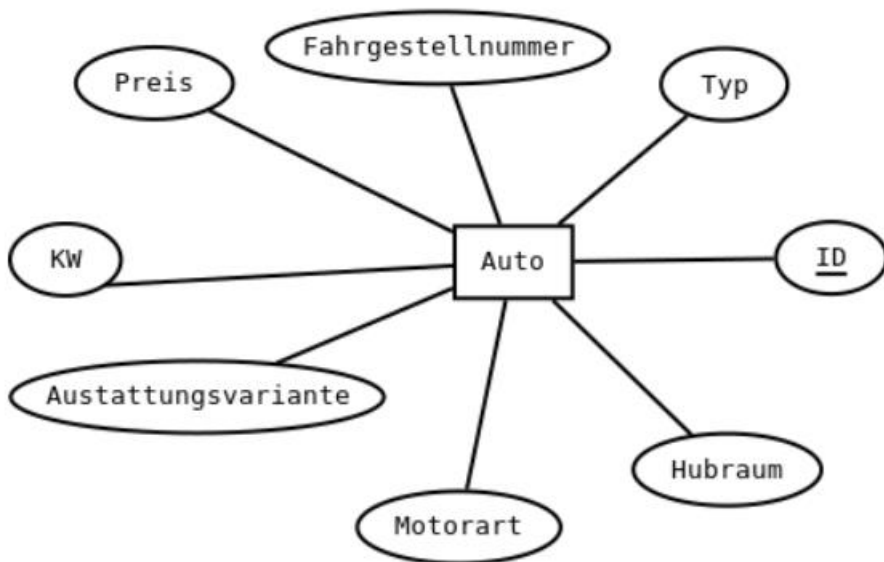 Fahrgestellnummer
Preis
Typ
KW
Auto
ID
Austattungsvariante
Hubraum
Motorart